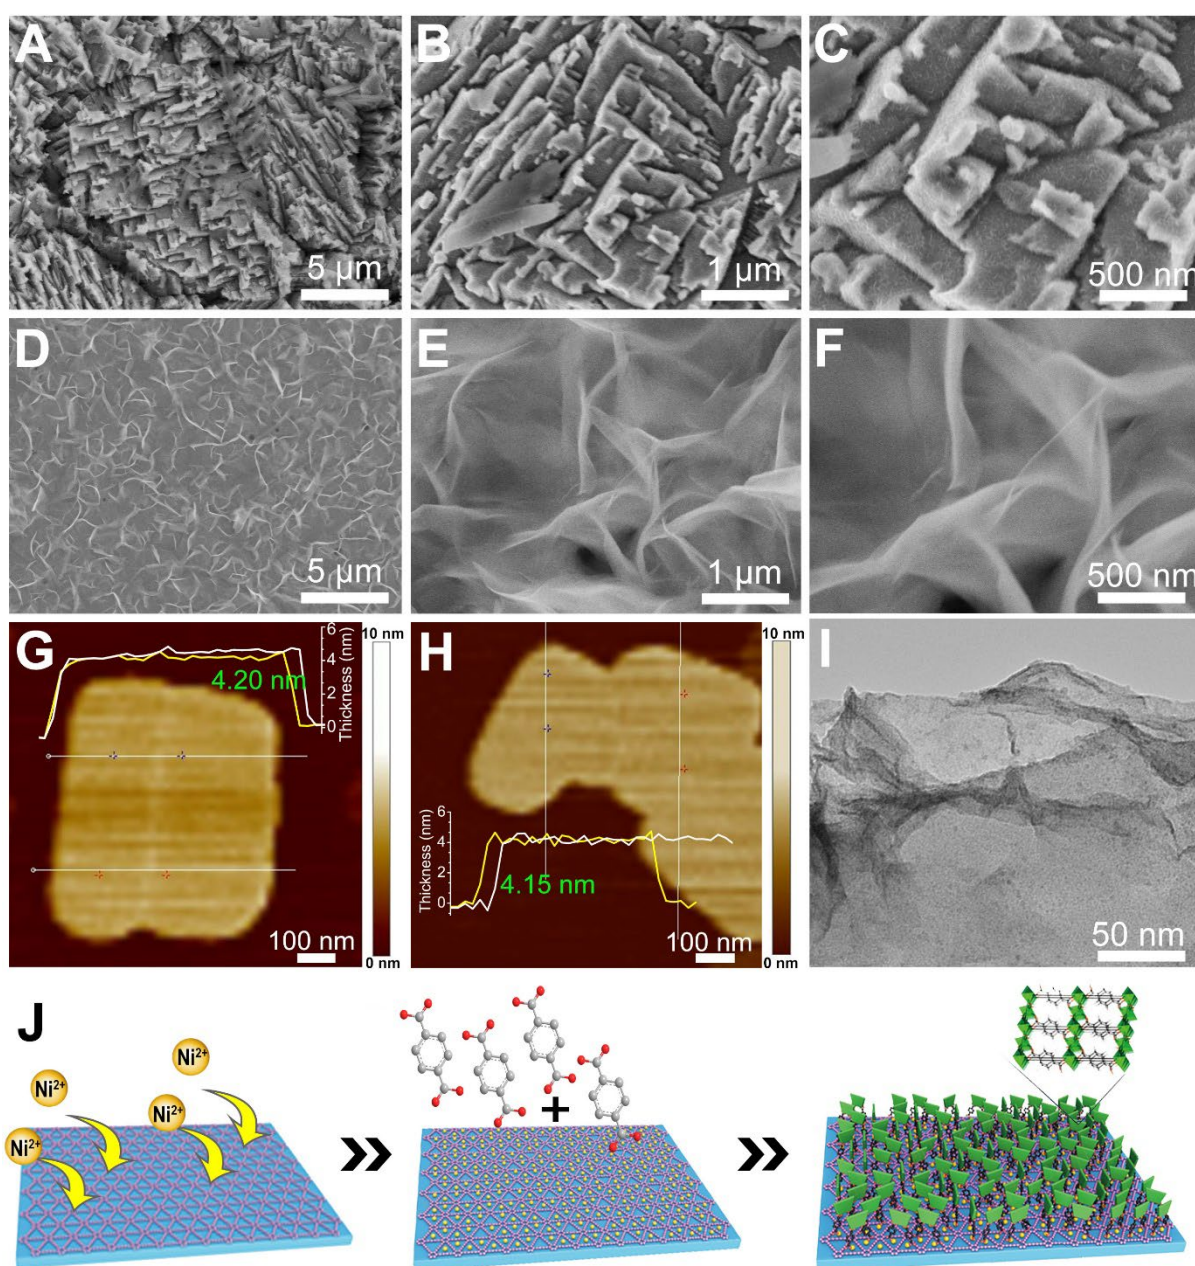 A
5 µm
B
1 µm
C
500 nm
D
5 µm
E
1 µm
F
500 nm
G
4.20 nm
6
4
2
0
Thickness (nm)
10 nm
0 nm
100 nm
H
6
4
2
0
Thickness (nm)
4.15 nm
10 nm
0 nm
100 nm
I
50 nm
J
Ni²⁺
Ni²⁺
Ni²⁺
Ni²⁺
+